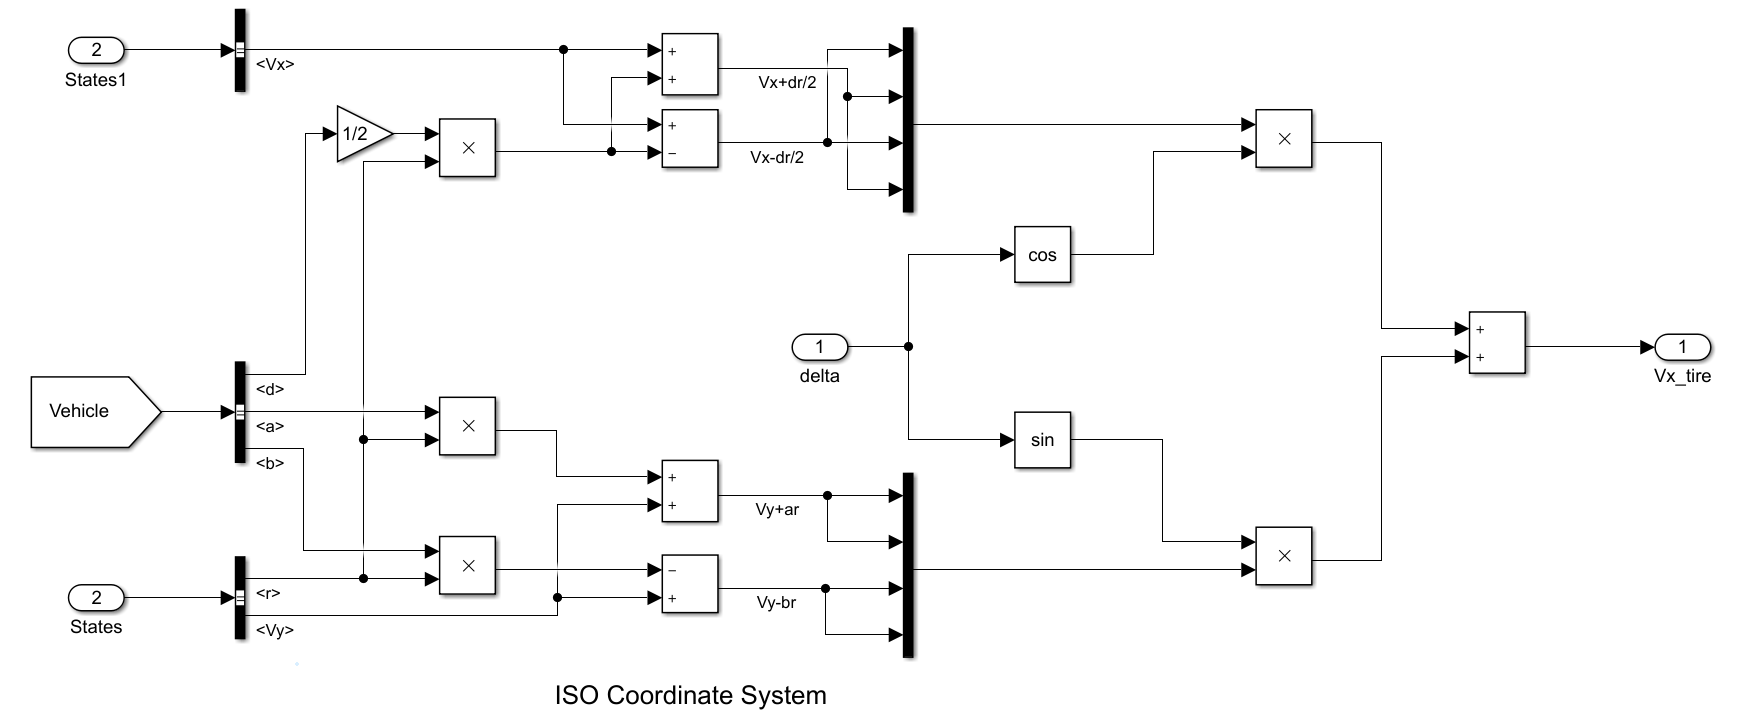 2
States1
<Vx>
+
+
Vx+dr/2
1/2
×
+
−
Vx-dr/2
×
cos
1
delta
+
+
1
Vx_tire
Vehicle
<d>
<a>
<b>
×
sin
+
+
Vy+ar
×
−
+
Vy-br
×
2
States
<r>
<Vy>
ISO Coordinate System